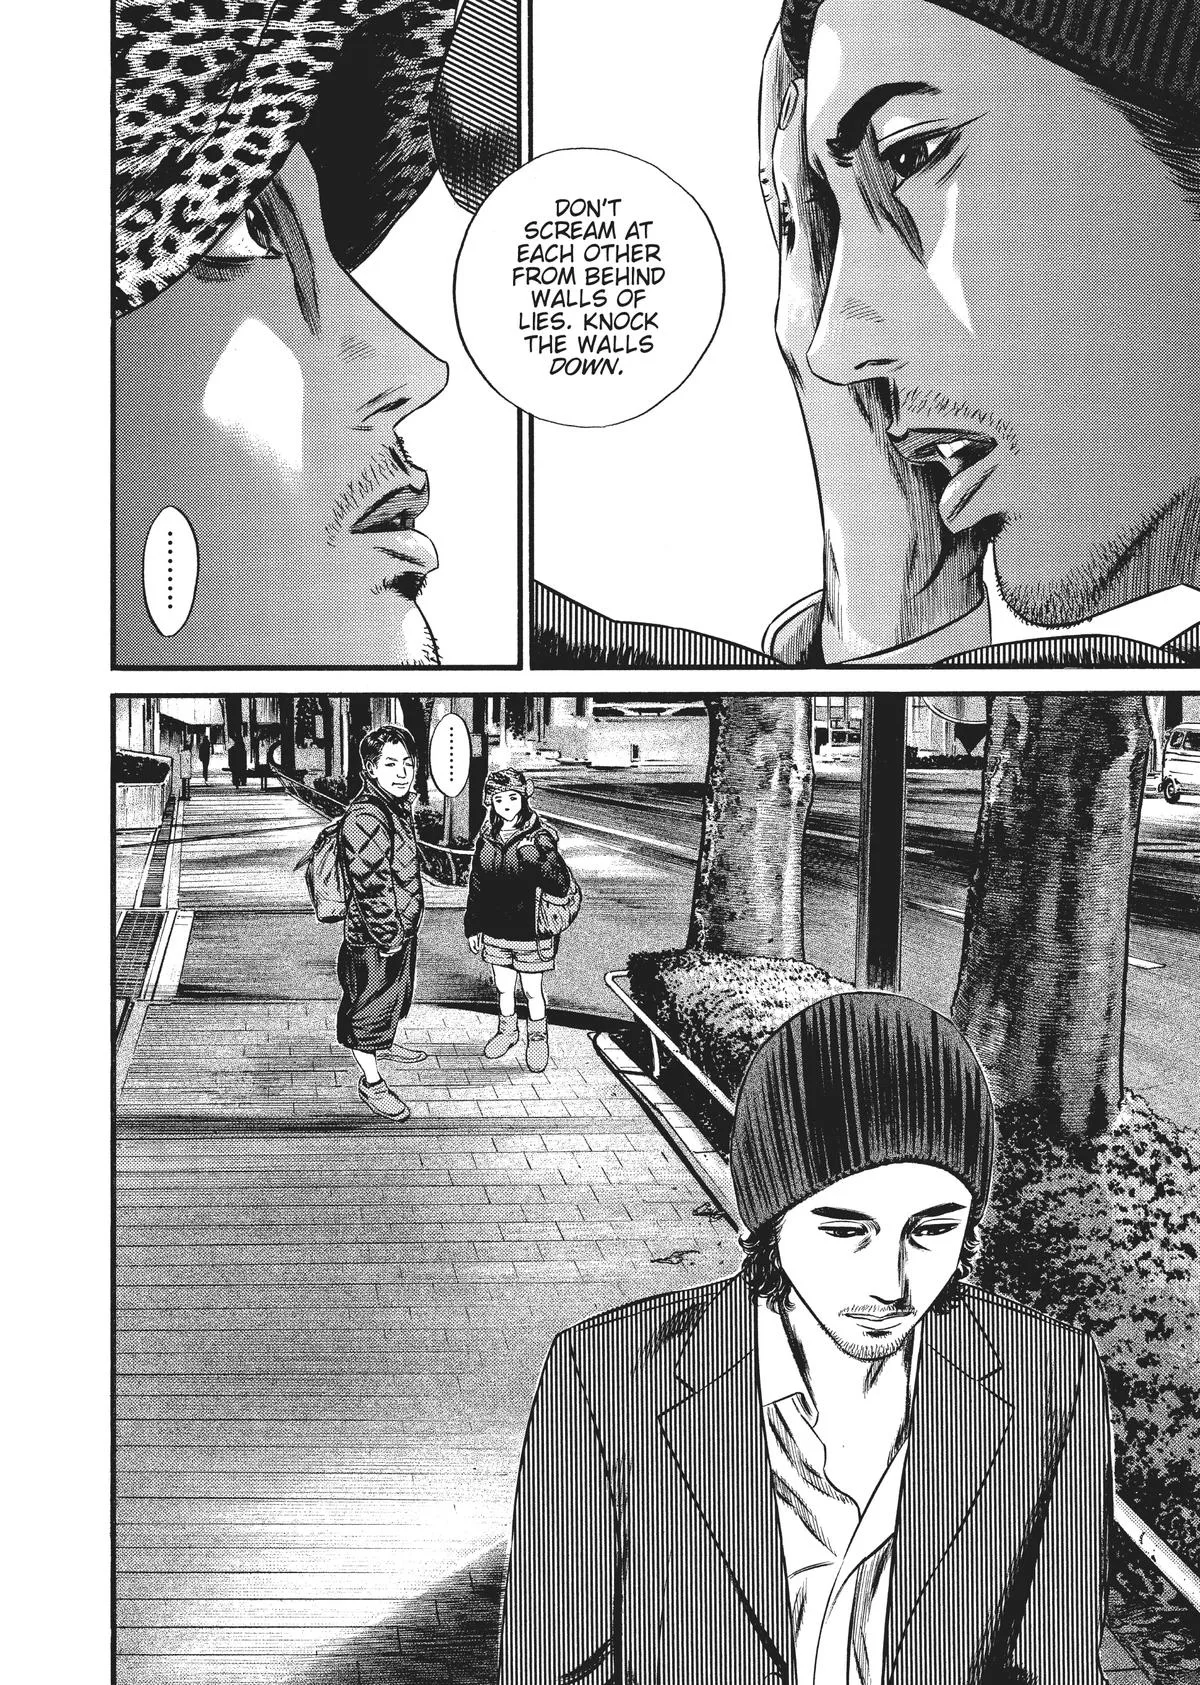 DON'T
SCREAM AT
EACH OTHER
FROM BEHIND
WALLS OF
LIES. KNOCK
THE WALLS
DOWN.
.........
.........